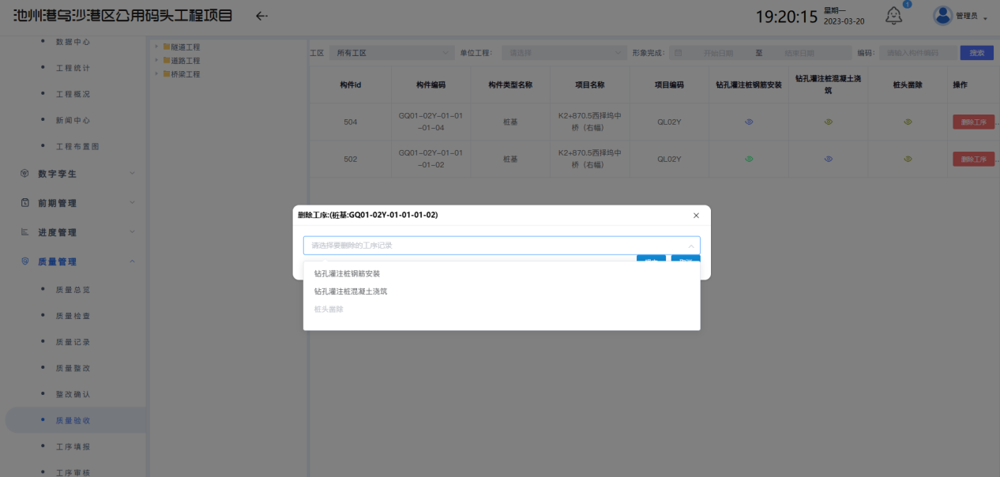 池州港乌沙港区公用码头工程项目
19:20:15
星期一
2023-03-20
1
管理员
数据中心
工程统计
工程概况
新闻中心
工程布置图
数字孪生
前期管理
进度管理
质量管理
质量总览
质量检查
质量记录
质量整改
整改确认
质量验收
工序填报
工序审核
隧道工程
道路工程
桥梁工程
工区 所有工区 单位工程: 请选择 形象完成: 开始日期 至 结束日期 编码: 请输入构件编码 搜索
构件id 构件编码 构件类型名称 项目名称 项目编码 钻孔灌注桩钢筋安装 钻孔灌注桩混凝土浇筑 桩头凿除 操作
504 GQ01-02Y-01-01-01-04 桩基 K2+870.5西择坞中桥（右幅） QL02Y 删除工序
502 GQ01-02Y-01-01-01-02 桩基 K2+870.5西择坞中桥（右幅） QL02Y 删除工序
删除工序:(桩基:GQ01-02Y-01-01-01-02)
请选择要删除的工序记录
钻孔灌注桩钢筋安装
钻孔灌注桩混凝土浇筑
桩头凿除